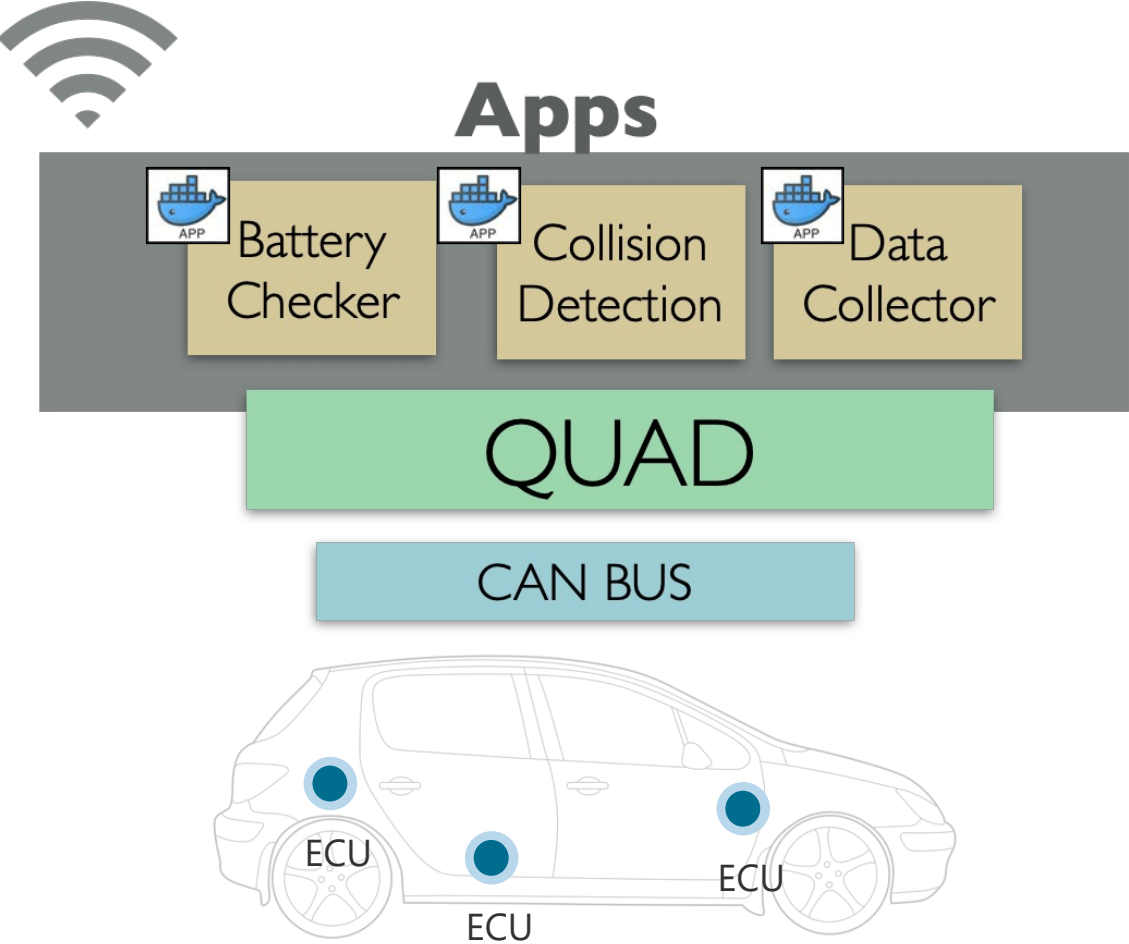 Apps
APP
Battery
Checker
APP
Collision
Detection
APP
Data
Collector
QUAD
CAN BUS
ECU
ECU
ECU